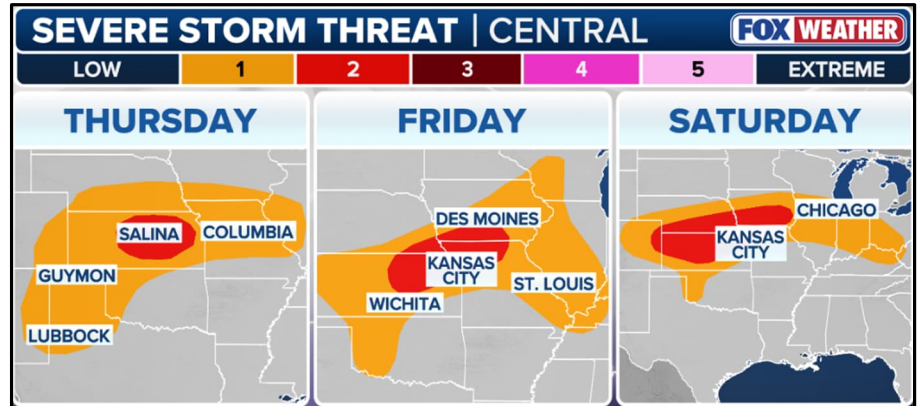 SEVERE STORM THREAT | CENTRAL
FOX WEATHER
LOW 1 2 3 4 5 EXTREME
THURSDAY
SALINA
COLUMBIA
GUYMON
LUBBOCK
FRIDAY
DES MOINES
KANSAS
CITY
ST. LOUIS
WICHITA
SATURDAY
CHICAGO
KANSAS
CITY